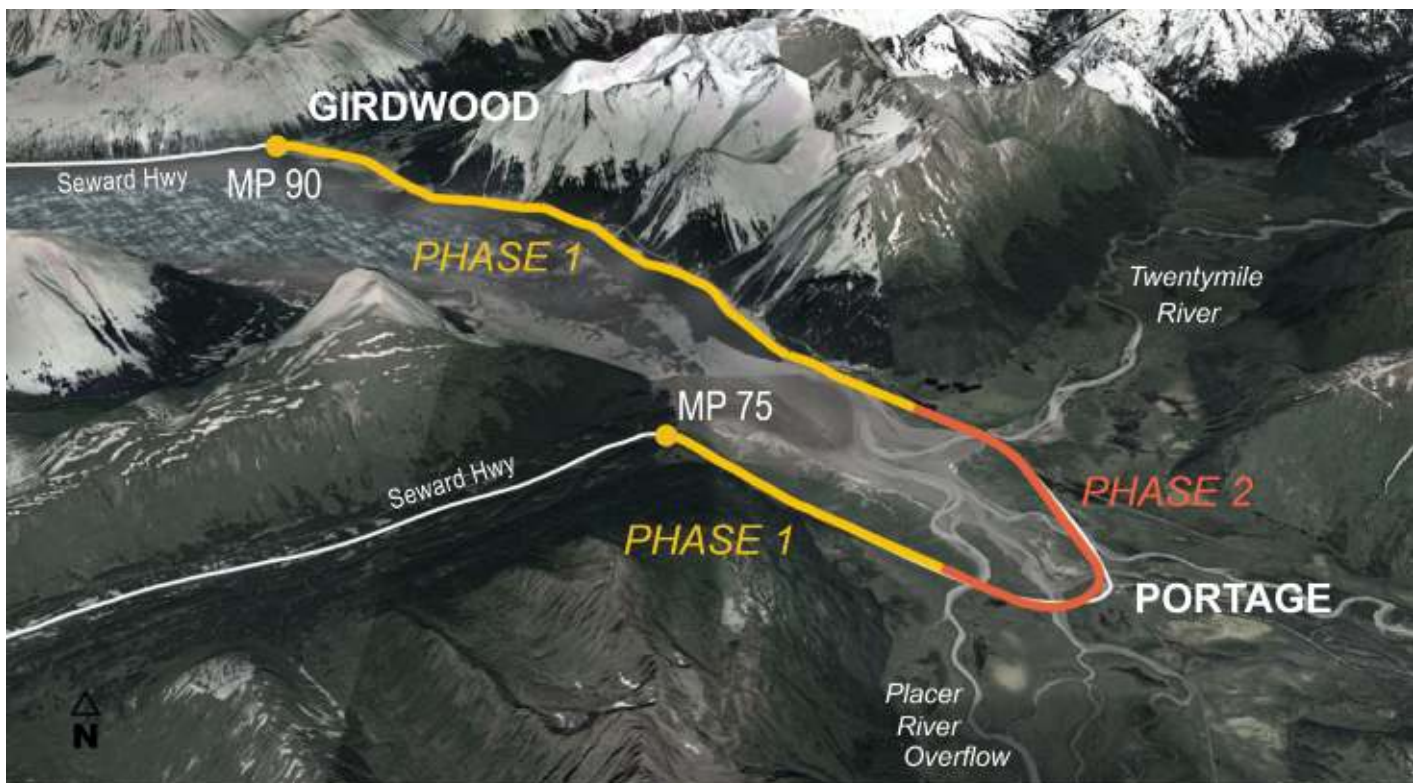 GIRDWOOD
Seward Hwy
MP 90
PHASE 1
Twentymile
River
MP 75
Seward Hwy
PHASE 2
PHASE 1
PORTAGE
Placer
River
Overflow
N